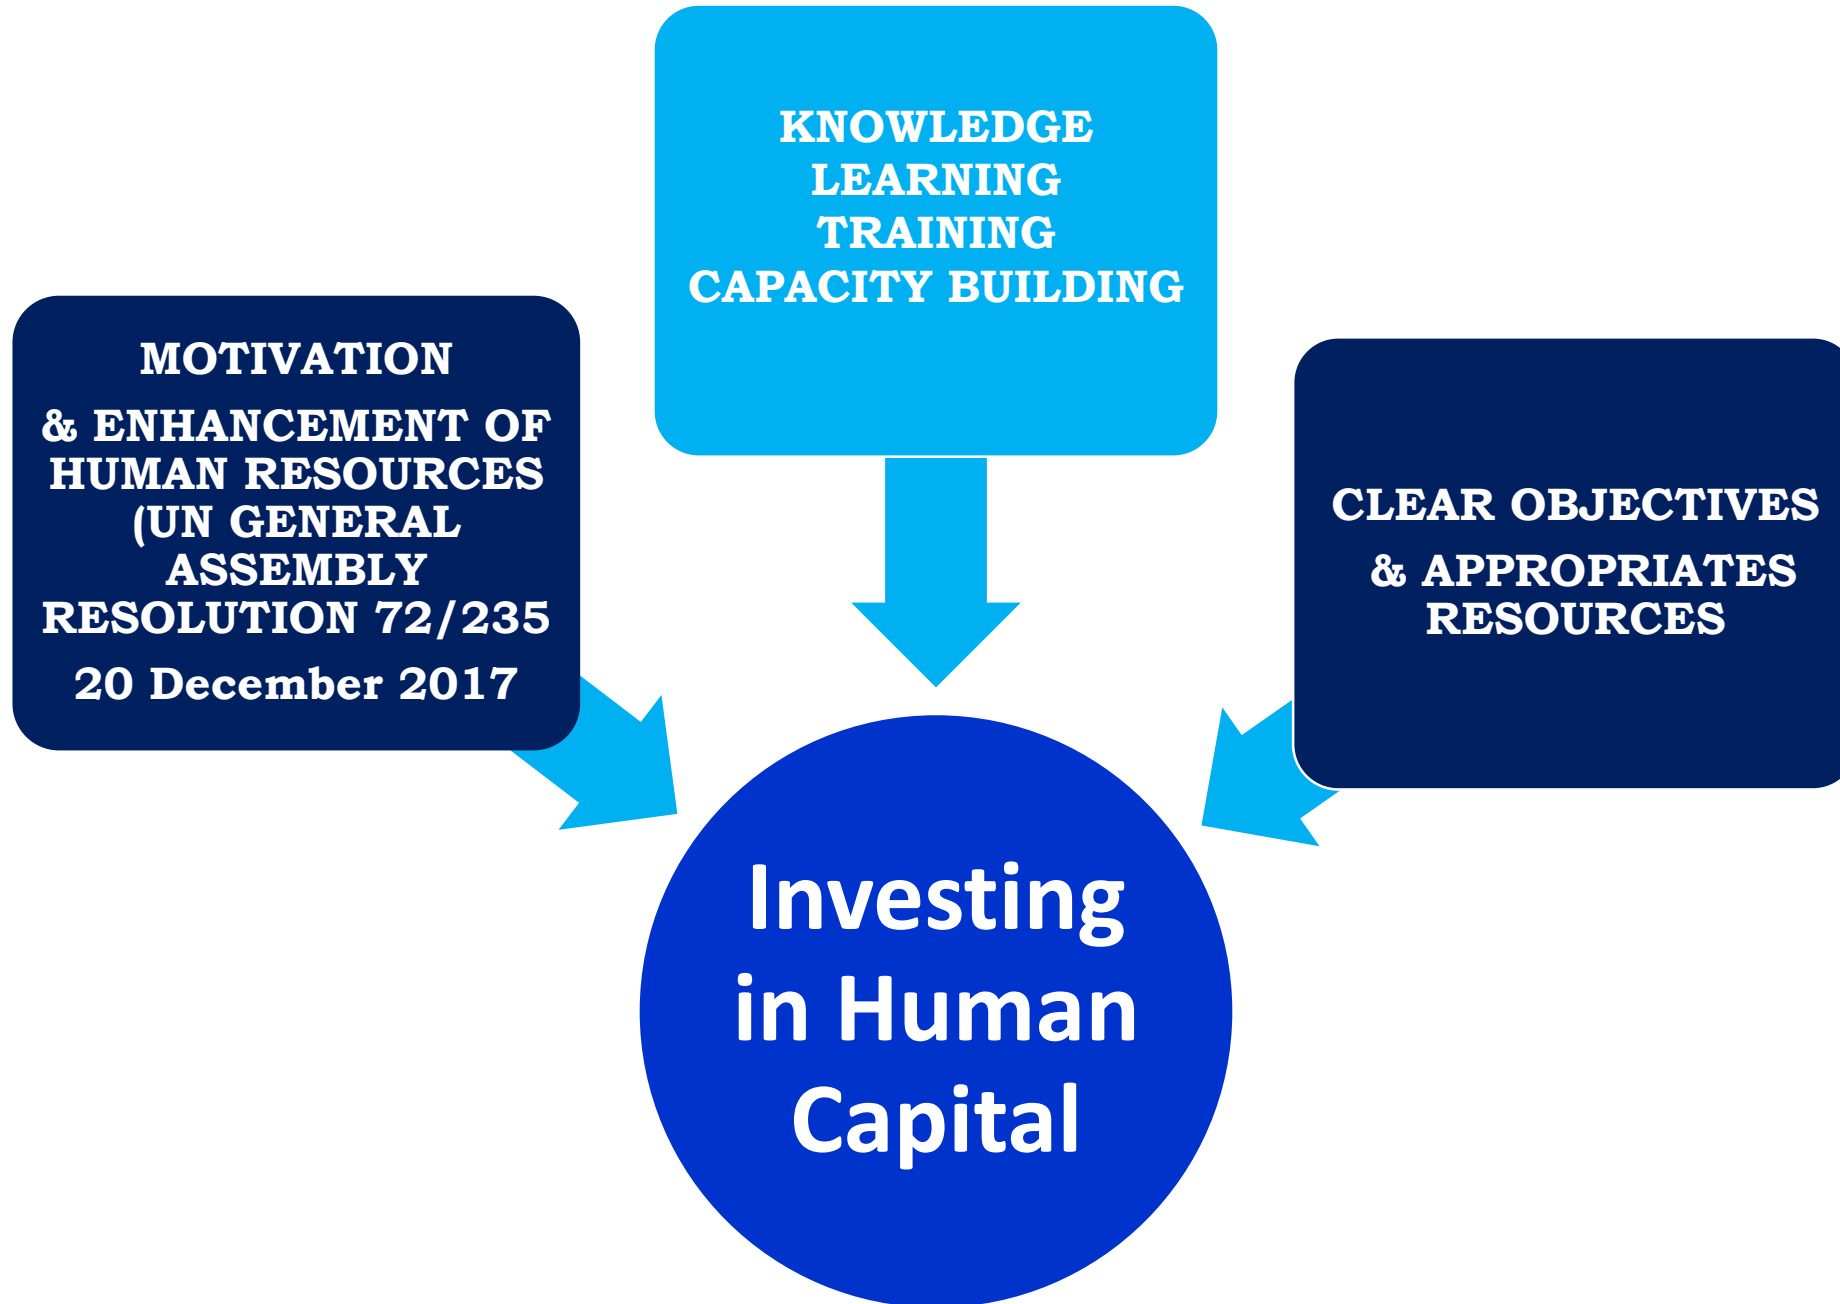 KNOWLEDGE
LEARNING
TRAINING
CAPACITY BUILDING
MOTIVATION
& ENHANCEMENT OF
HUMAN RESOURCES
(UN GENERAL
ASSEMBLY
RESOLUTION 72/235
20 December 2017
CLEAR OBJECTIVES
& APPROPRIATES
RESOURCES
Investing
in Human
Capital